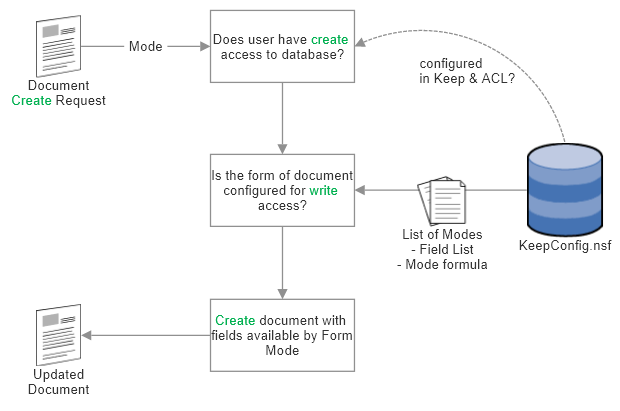 Mode
Does user have create
access to database?
configured
in Keep & ACL?
Document
Create Request
Is the form of document
configured for write
access?
List of Modes
- Field List
- Mode formula
KeepConfig.nsf
Create document with
fields available by Form
Mode
Updated
Document